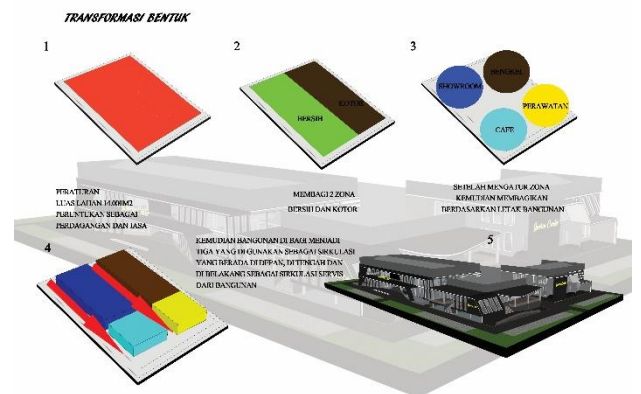 TRANSFORMASI BENTUK
1
2
3
BERSIH
KOTOR
SHOWROOM
BENGKEL
PERAWATAN
CAFE
PERATURAN
LUAS LAHAN 14.000M2
PERUNTUKAN SEBAGAI
PERDAGANGAN DAN JASA
MEMBAGI 2 ZONA
BERSIH DAN KOTOR
SETELAH MENGATUR ZONA
KEMUDIAN MEMBAGIKAN
BERDASARKAN LETAK BANGUNAN
4
KEMUDIAN BANGUNAN DI BAGI MENJADI
TIGA YANG DI GUNAKAN SEBAGAI SIRKULASI
YANG BERADA DI DEPAN, DI TENGAH DAN
DI BELAKANG SEBAGAI SIRKULASI SERVIS
DARI BANGUNAN
5